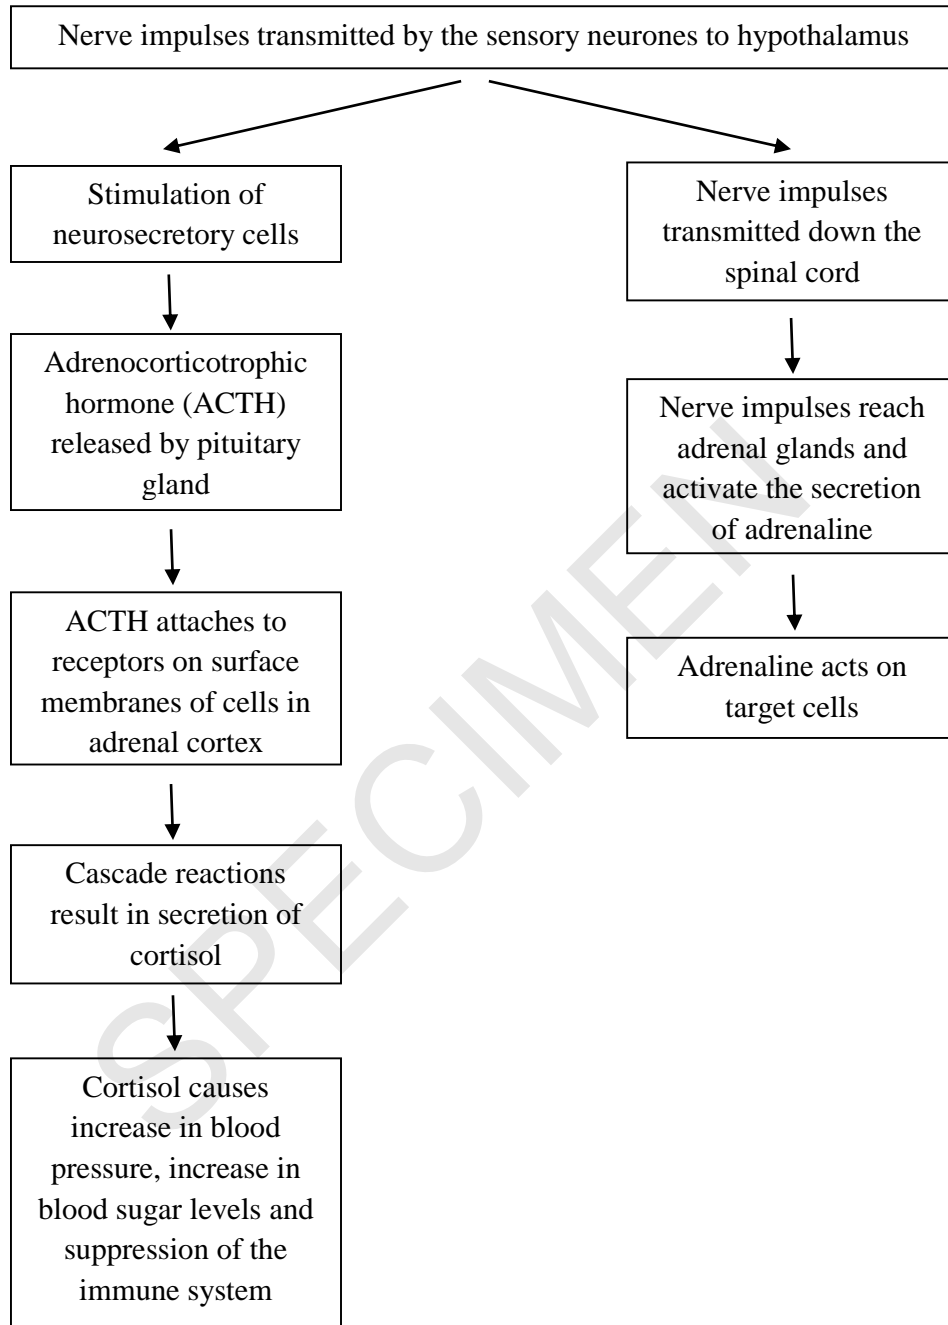 Nerve impulses transmitted by the sensory neurones to hypothalamus
Stimulation of
neurosecretory cells
Adrenocorticotrophic
hormone (ACTH)
released by pituitary
gland
ACTH attaches to
receptors on surface
membranes of cells in
adrenal cortex
Cascade reactions
result in secretion of
cortisol
Cortisol causes
increase in blood
pressure, increase in
blood sugar levels and
suppression of the
immune system
Nerve impulses
transmitted down the
spinal cord
Nerve impulses reach
adrenal glands and
activate the secretion
of adrenaline
Adrenaline acts on
target cells
SPECIMEN